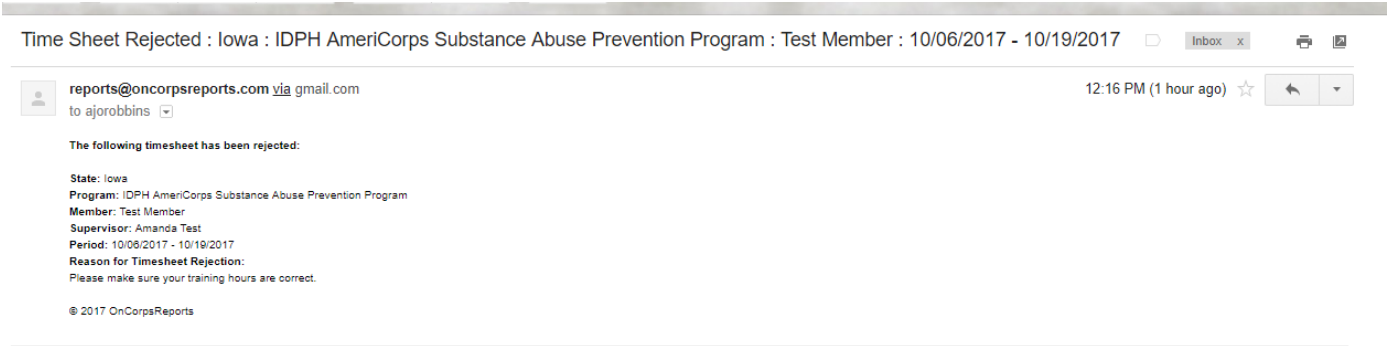 Time Sheet Rejected : Iowa : IDPH AmeriCorps Substance Abuse Prevention Program : Test Member : 10/06/2017 - 10/19/2017 Inbox x
reports@oncorpsreports.com via gmail.com 12:16 PM (1 hour ago)
to ajorobbins
The following timesheet has been rejected:
State: Iowa
Program: IDPH AmeriCorps Substance Abuse Prevention Program
Member: Test Member
Supervisor: Amanda Test
Period: 10/06/2017 - 10/19/2017
Reason for Timesheet Rejection:
Please make sure your training hours are correct.
© 2017 OnCorpsReports